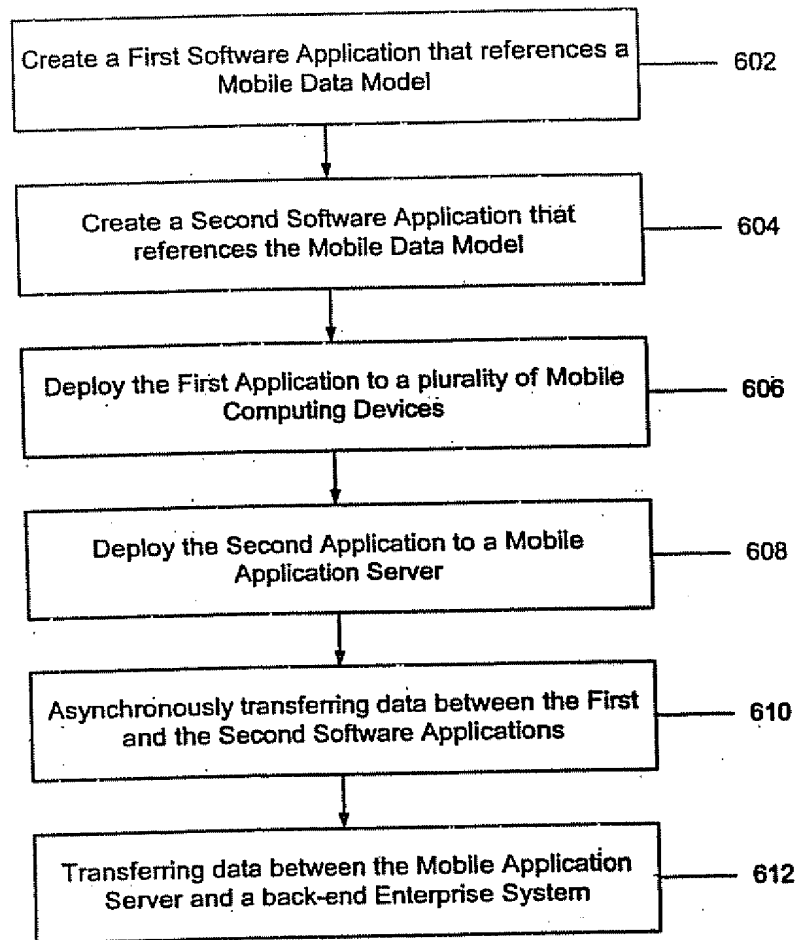 Create a First Software Application that references a
Mobile Data Model
602
Create a Second Software Application that
references the Mobile Data Model
604
Deploy the First Application to a plurality of Mobile
Computing Devices
606
Deploy the Second Application to a Mobile
Application Server
608
Asynchronously transferring data between the First
and the Second Software Applications
610
Transferring data between the Mobile Application
Server and a back-end Enterprise System
612